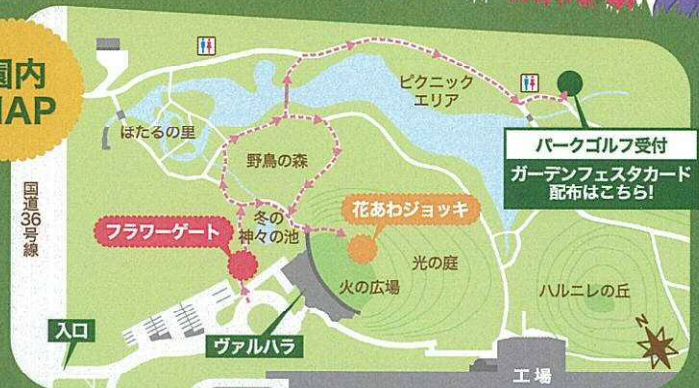 園内
MAP
ほたるの里
ピクニック
エリア
パークゴルフ受付
ガーデンフェスタカード
配布はこちら!
野鳥の森
国道36号線
冬の
神々の池
花あわジョッキ
フラワーゲート
光の庭
火の広場
ハルニレの丘
入口
ヴァルハラ
工場